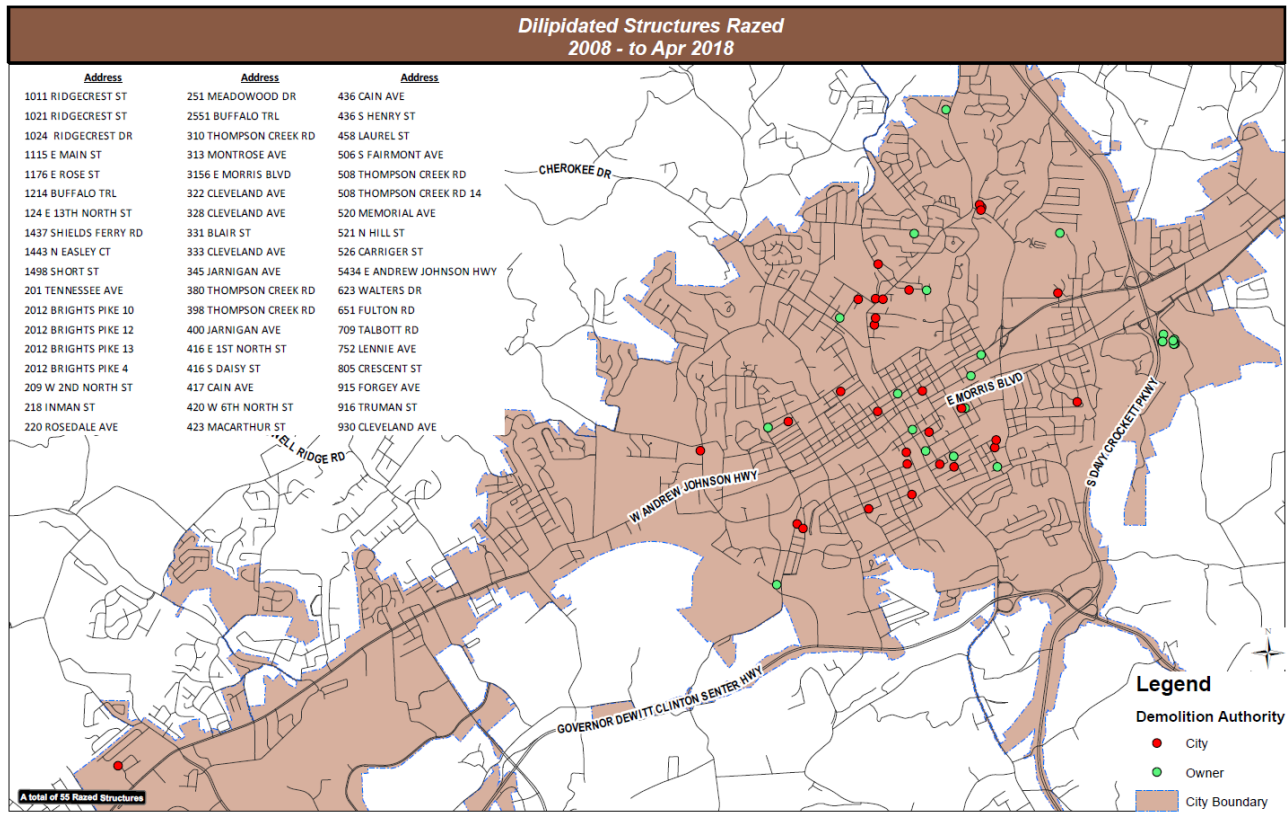 Dilipidated Structures Razed
2008 - to Apr 2018
Address
1011 RIDGECREST ST
1021 RIDGECREST ST
1024 RIDGECREST DR
1115 E MAIN ST
1176 E ROSE ST
1214 BUFFALO TRL
124 E 13TH NORTH ST
1437 SHIELDS FERRY RD
1443 N EASLEY CT
1498 SHORT ST
201 TENNESSEE AVE
2012 BRIGHTS PIKE 10
2012 BRIGHTS PIKE 12
2012 BRIGHTS PIKE 13
2012 BRIGHTS PIKE 4
209 W 2ND NORTH ST
218 INMAN ST
220 ROSEDALE AVE
Address
251 MEADOWOOD DR
2551 BUFFALO TRL
310 THOMPSON CREEK RD
313 MONTROSE AVE
3156 E MORRIS BLVD
322 CLEVELAND AVE
328 CLEVELAND AVE
331 BLAIR ST
333 CLEVELAND AVE
345 JARNIGAN AVE
380 THOMPSON CREEK RD
398 THOMPSON CREEK RD
400 JARNIGAN AVE
416 E 1ST NORTH ST
416 S DAISY ST
417 CAIN AVE
420 W 6TH NORTH ST
423 MACARTHUR ST
Address
436 CAIN AVE
436 S HENRY ST
458 LAUREL ST
506 S FAIRMONT AVE
508 THOMPSON CREEK RD
508 THOMPSON CREEK RD 14
520 MEMORIAL AVE
521 N HILL ST
526 CARRIGER ST
5434 E ANDREW JOHNSON HWY
623 WALTERS DR
651 FULTON RD
709 TALBOTT RD
752 LENNIE AVE
805 CRESCENT ST
915 FORGEY AVE
916 TRUMAN ST
930 CLEVELAND AVE
CHEROKEE DR
E MORRIS BLVD
S DAVY CROCKETT PKWY
RIDGE RD
W ANDREW JOHNSON HWY
GOVERNOR DEWITT CLINTON SENTER HWY
N
Legend
Demolition Authority
City
Owner
City Boundary
A total of 55 Razed Structures